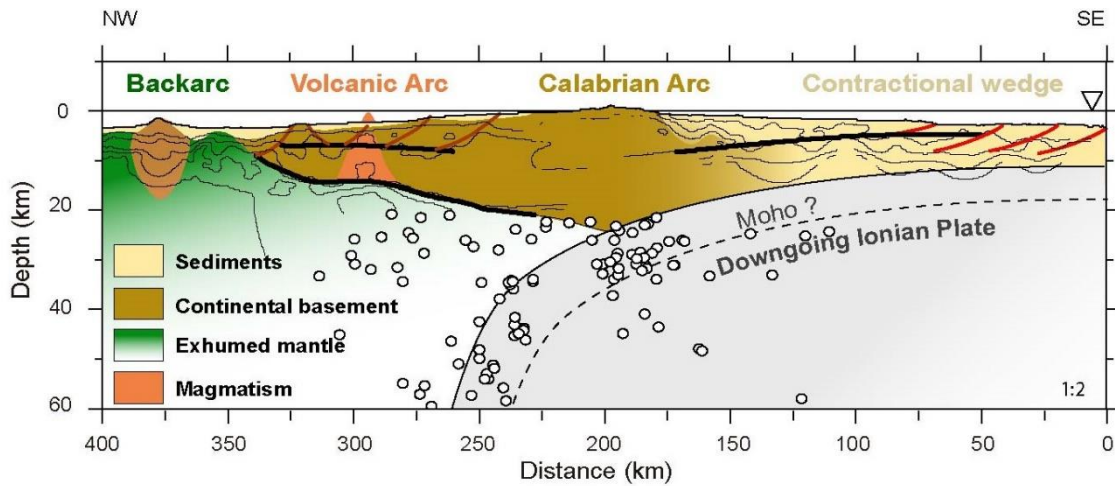 NW SE
Backarc Volcanic Arc Calabrian Arc Contractional wedge
0
20
40
60
Depth (km)
Moho ?
Downgoing Ionian Plate
Sediments
Continental basement
Exhumed mantle
Magmatism
1:2
400 350 300 250 200 150 100 50 0
Distance (km)